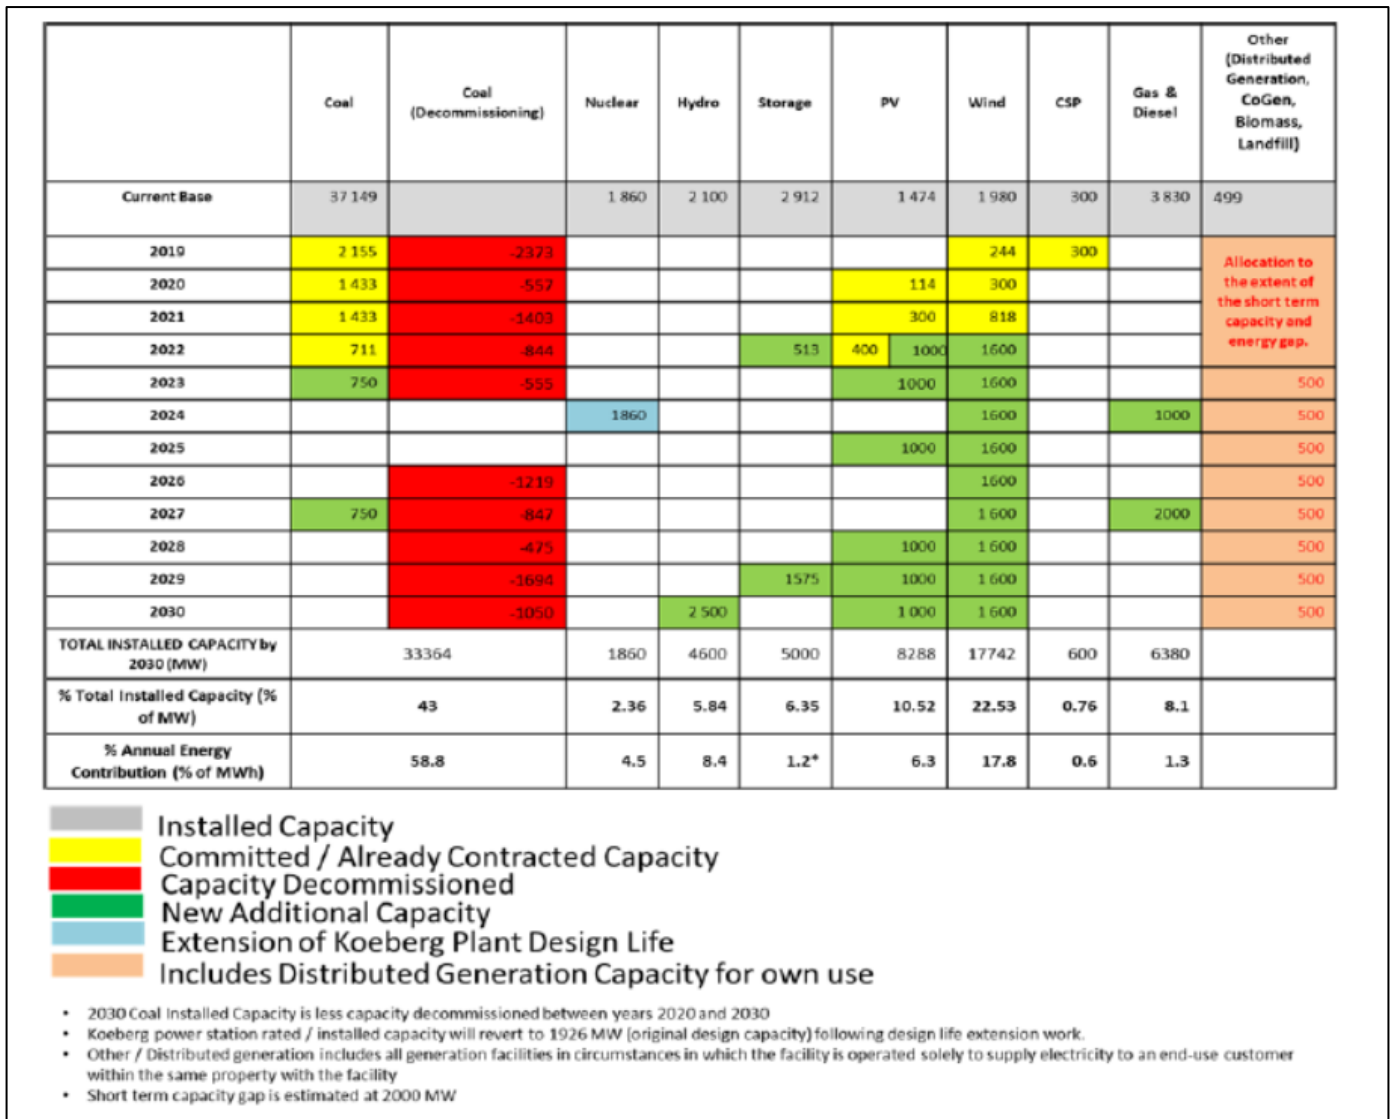 Coal Coal (Decommissioning) Nuclear Hydro Storage PV Wind CSP Gas & Diesel Other (Distributed Generation, CoGen, Biomass, Landfill)
Current Base 37 149 1 860 2 100 2 912 1 474 1 980 300 3 830 499
2019 2 155 -2373 244 300 Allocation to the extent of the short term capacity and energy gap.
2020 1 433 -557 114 300
2021 1 433 -1403 300 818
2022 711 -844 513 400 1000 1600
2023 750 -555 1000 1600 500
2024 1860 1600 1000 500
2025 1000 1600 500
2026 -1219 1600 500
2027 750 -847 1 600 2000 500
2028 -475 1000 1 600 500
2029 -1694 1575 1000 1 600 500
2030 -1050 2 500 1 000 1 600 500
TOTAL INSTALLED CAPACITY by 2030 (MW) 33364 1860 4600 5000 8288 17742 600 6380
% Total Installed Capacity (% of MW) 43 2.36 5.84 6.35 10.52 22.53 0.76 8.1
% Annual Energy Contribution (% of MWh) 58.8 4.5 8.4 1.2* 6.3 17.8 0.6 1.3
Installed Capacity
Committed / Already Contracted Capacity
Capacity Decommissioned
New Additional Capacity
Extension of Koeberg Plant Design Life
Includes Distributed Generation Capacity for own use
• 2030 Coal Installed Capacity is less capacity decommissioned between years 2020 and 2030
• Koeberg power station rated / installed capacity will revert to 1926 MW (original design capacity) following design life extension work.
• Other / Distributed generation includes all generation facilities in circumstances in which the facility is operated solely to supply electricity to an end-use customer
within the same property with the facility
• Short term capacity gap is estimated at 2000 MW